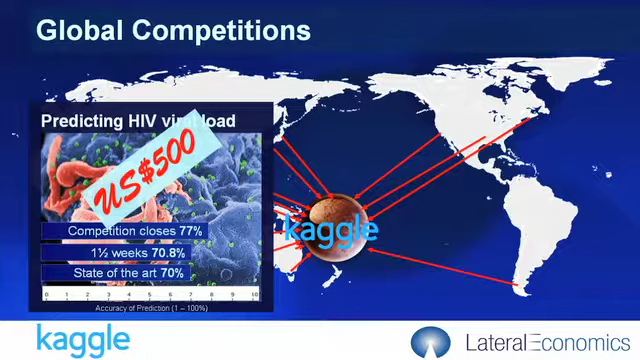 Global Competitions
Predicting HIV viral load
US$500
Competition closes 77%
1½ weeks 70.8%
State of the art 70%
0 1 2 3 4 5 6 7 8 9 10
Accuracy of Prediction (1 – 100%)
kaggle
kaggle
LateralEconomics